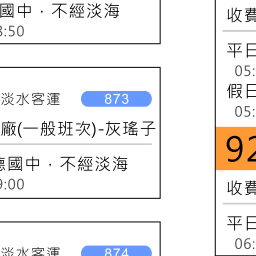 國中，不經淡海
8:50
淡水客運 873
廠(一般班次)-灰瑤子
德國中，不經淡海
9:00
淡水客運 874
收費
平日
05:
假日
05:
92
收費
平日
06: